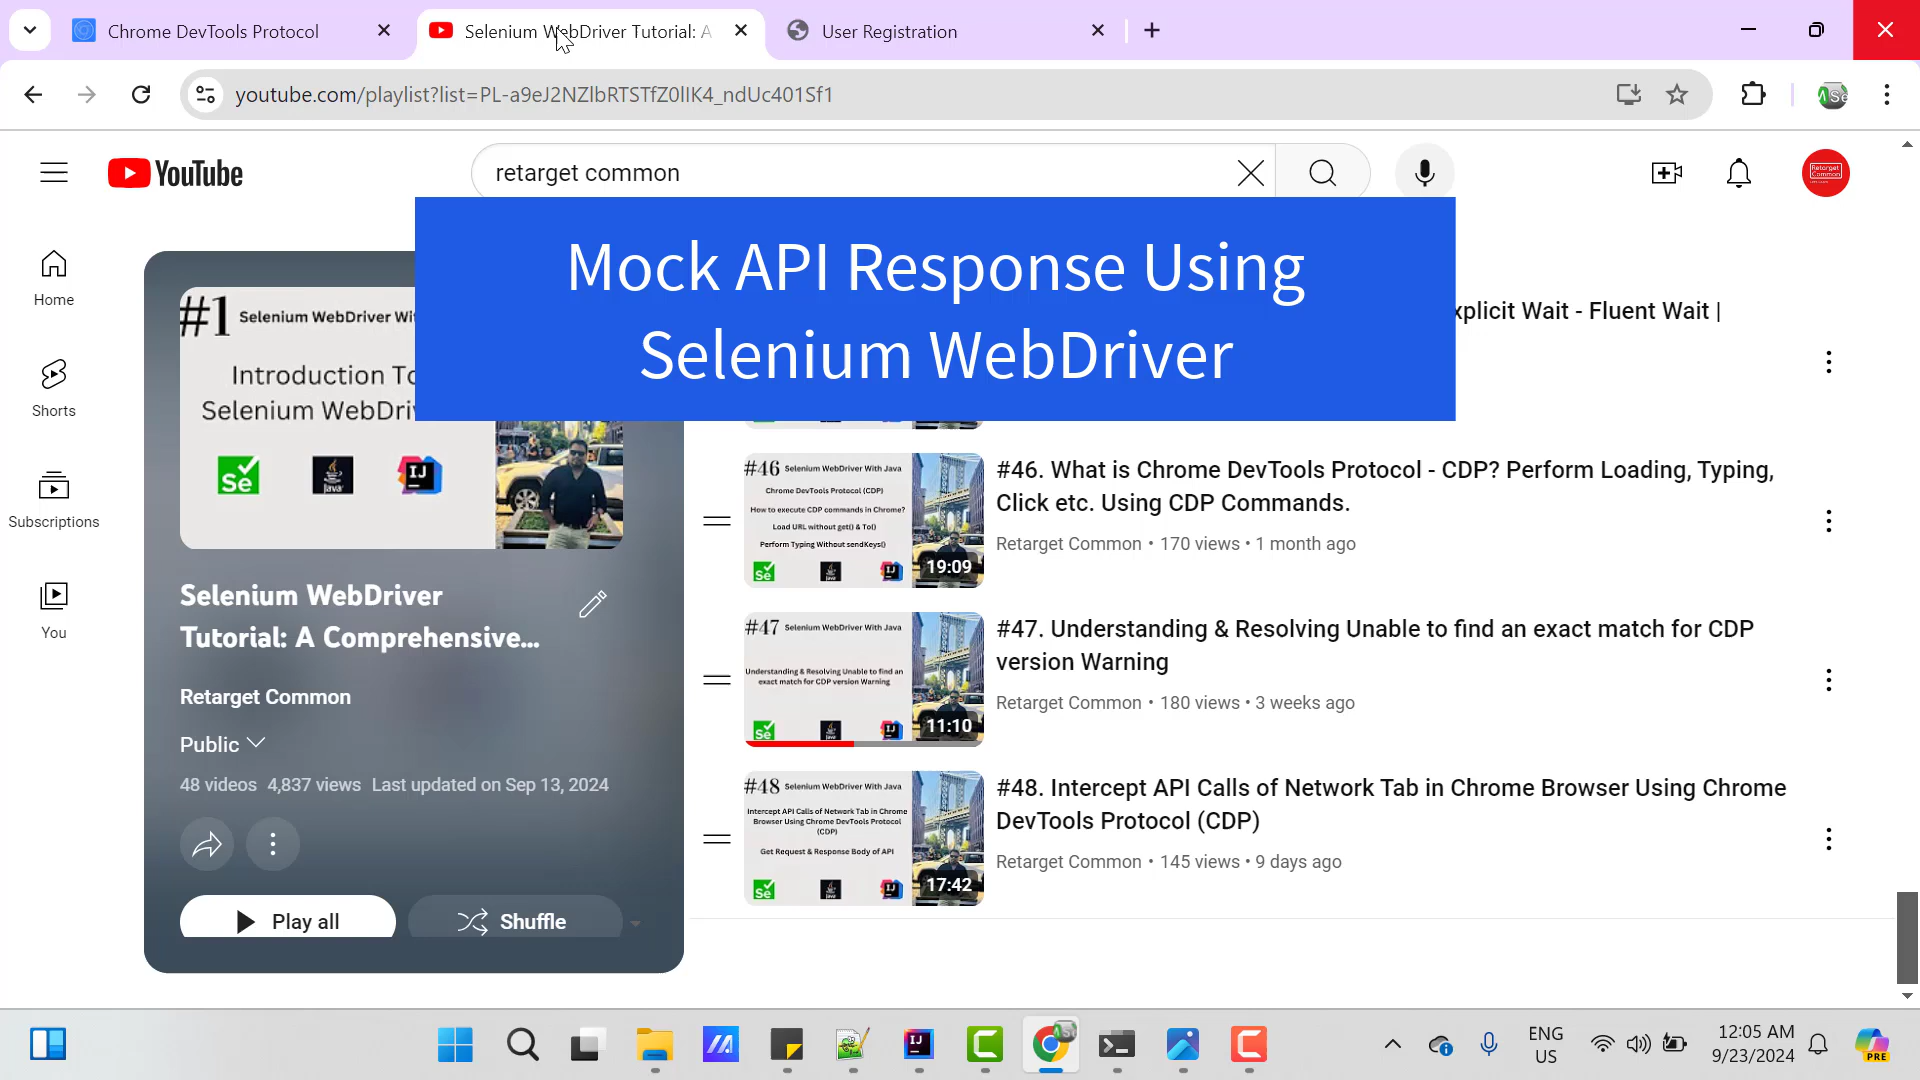 Chrome DevTools Protocol
Selenium WebDriver Tutorial: A
User Registration
youtube.com/playlist?list=PL-a9eJ2NZlbRTSTfZ0lIK4_ndUc401Sf1
YouTube
retarget common
Mock API Response Using
Selenium WebDriver
Home
Shorts
Subscriptions
You
#1 Selenium WebDriver Wit
Introduction To
Selenium WebDriv
Se
Java
IJ
Selenium WebDriver
Tutorial: A Comprehensive...
Retarget Common
Public
48 videos 4,837 views Last updated on Sep 13, 2024
Play all
Shuffle
xplicit Wait - Fluent Wait |
#46 Selenium WebDriver With Java
Chrome DevTools Protocol (CDP)
How to execute CDP commands in Chrome?
Load URL without get() & To()
Perform Typing Without sendKeys()
19:09
#46. What is Chrome DevTools Protocol - CDP? Perform Loading, Typing,
Click etc. Using CDP Commands.
Retarget Common • 170 views • 1 month ago
#47 Selenium WebDriver With Java
Understanding & Resolving Unable to find an
exact match for CDP version Warning
11:10
#47. Understanding & Resolving Unable to find an exact match for CDP
version Warning
Retarget Common • 180 views • 3 weeks ago
#48 Selenium WebDriver With Java
Intercept API Calls of Network Tab in Chrome
Browser Using Chrome DevTools Protocol
(CDP)
Get Request & Response Body of API
17:42
#48. Intercept API Calls of Network Tab in Chrome Browser Using Chrome
DevTools Protocol (CDP)
Retarget Common • 145 views • 9 days ago
ENG
US
12:05 AM
9/23/2024
PRE